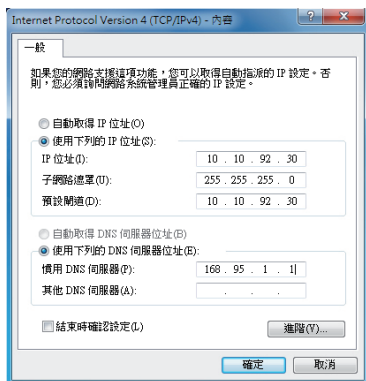 Internet Protocol Version 4 (TCP/IPv4) - 內容
一般
如果您的網路支援這項功能，您可以取得自動指派的 IP 設定。否
則，您必須詢問網路系統管理員正確的 IP 設定。
自動取得 IP 位址(O)
使用下列的 IP 位址(S):
IP 位址(I): 10 . 10 . 92 . 30
子網路遮罩(U): 255 . 255 . 255 . 0
預設閘道(D): 10 . 10 . 92 . 30
自動取得 DNS 伺服器位址(B)
使用下列的 DNS 伺服器位址(E):
慣用 DNS 伺服器(P): 168 . 95 . 1 . 1
其他 DNS 伺服器(A): . . .
結束時確認設定(L)
進階(V)...
確定 取消